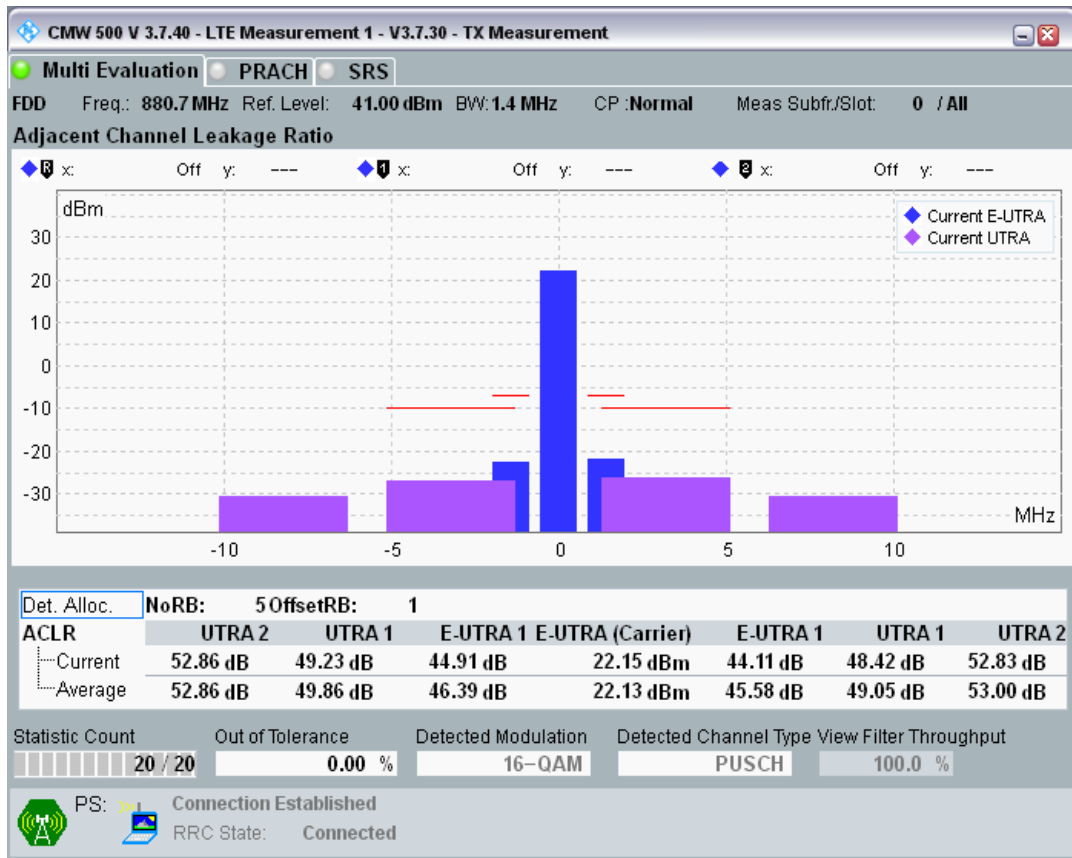 CMW 500 V 3.7.40 - LTE Measurement 1 - V3.7.30 - TX Measurement
Multi Evaluation PRACH SRS
FDD Freq.: 880.7 MHz Ref. Level: 41.00 dBm BW: 1.4 MHz CP :Normal Meas Subfr./Slot: 0 / All
Adjacent Channel Leakage Ratio
R x: Off y: --- 1 x: Off y: --- 2 x: Off y: ---
dBm
Current E-UTRA
Current UTRA
30
20
10
0
-10
-20
-30
MHz
-10 -5 0 5 10
Det. Alloc. NoRB: 5 OffsetRB: 1
ACLR UTRA 2 UTRA 1 E-UTRA 1 E-UTRA (Carrier) E-UTRA 1 UTRA 1 UTRA 2
Current 52.86 dB 49.23 dB 44.91 dB 22.15 dBm 44.11 dB 48.42 dB 52.83 dB
Average 52.86 dB 49.86 dB 46.39 dB 22.13 dBm 45.58 dB 49.05 dB 53.00 dB
Statistic Count Out of Tolerance Detected Modulation Detected Channel Type View Filter Throughput
20 / 20 0.00 % 16-QAM PUSCH 100.0 %
PS: Connection Established
RRC State: Connected